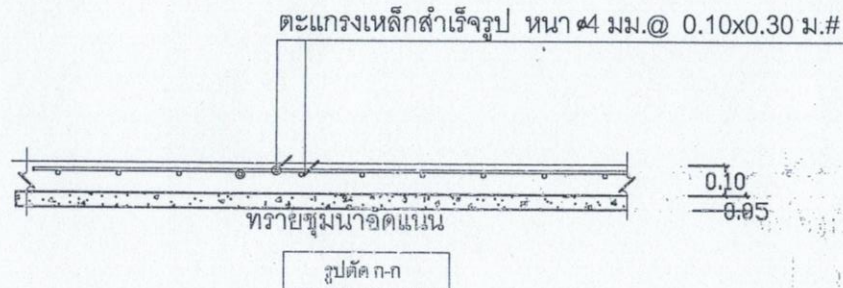 ตะแกรงเหล็กสำเร็จรูป หนา ø4 มม.@ 0.10x0.30 ม.#
0.10
0.05
ทรายชุ่มน้ำอัดแน่น
รูปตัด ก-ก